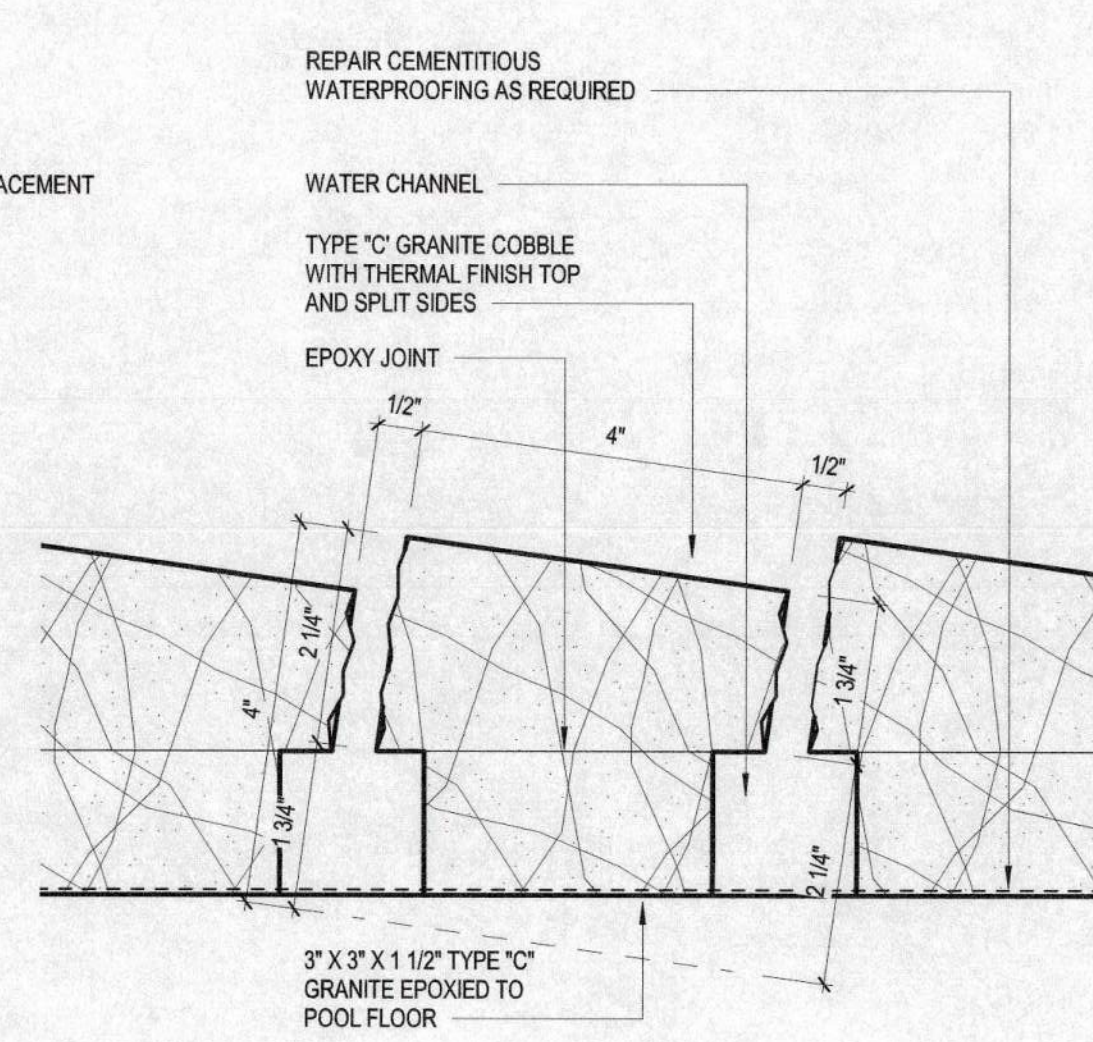 REPAIR CEMENTITIOUS
WATERPROOFING AS REQUIRED
ACEMENT
WATER CHANNEL
TYPE "C' GRANITE COBBLE
WITH THERMAL FINISH TOP
AND SPLIT SIDES
EPOXY JOINT
1/2"
4"
1/2"
2 1/4"
4"
1 3/4"
1 3/4"
2 1/4"
3" X 3" X 1 1/2" TYPE "C"
GRANITE EPOXIED TO
POOL FLOOR